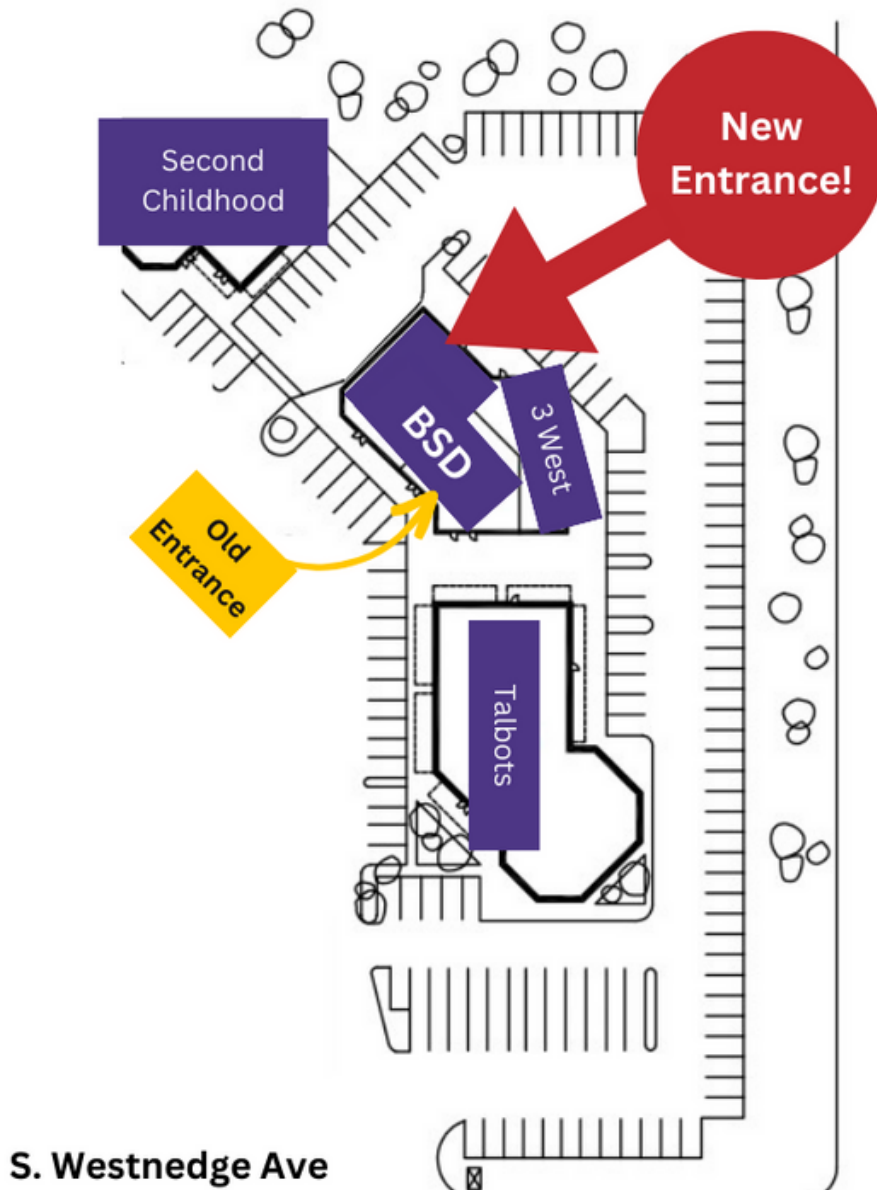 New
Entrance!
Second
Childhood
BSD
3 West
Old
Entrance
Talbots
S. Westnedge Ave